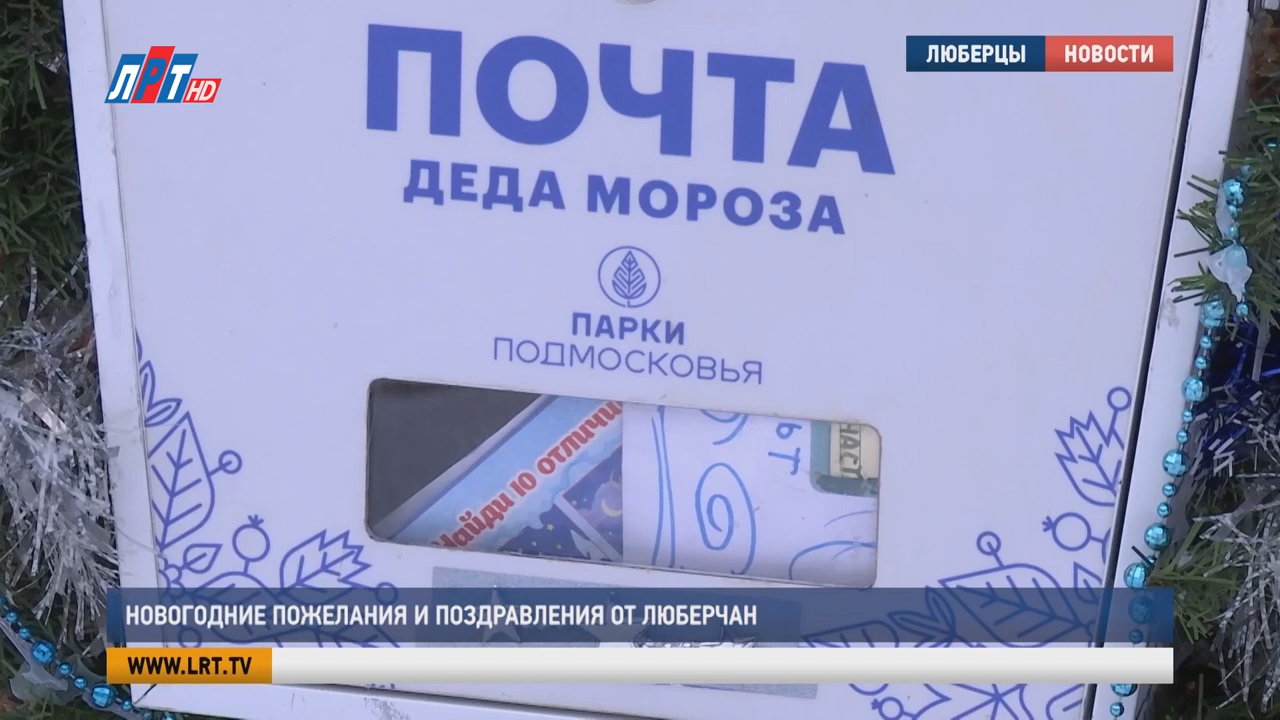 ЛРТ HD
ЛЮБЕРЦЫ НОВОСТИ
ПОЧТА
ДЕДА МОРОЗА
ПАРКИ
ПОДМОСКОВЬЯ
Найди 10 отличи
НАСТ
НОВОГОДНИЕ ПОЖЕЛАНИЯ И ПОЗДРАВЛЕНИЯ ОТ ЛЮБЕРЧАН
WWW.LRT.TV